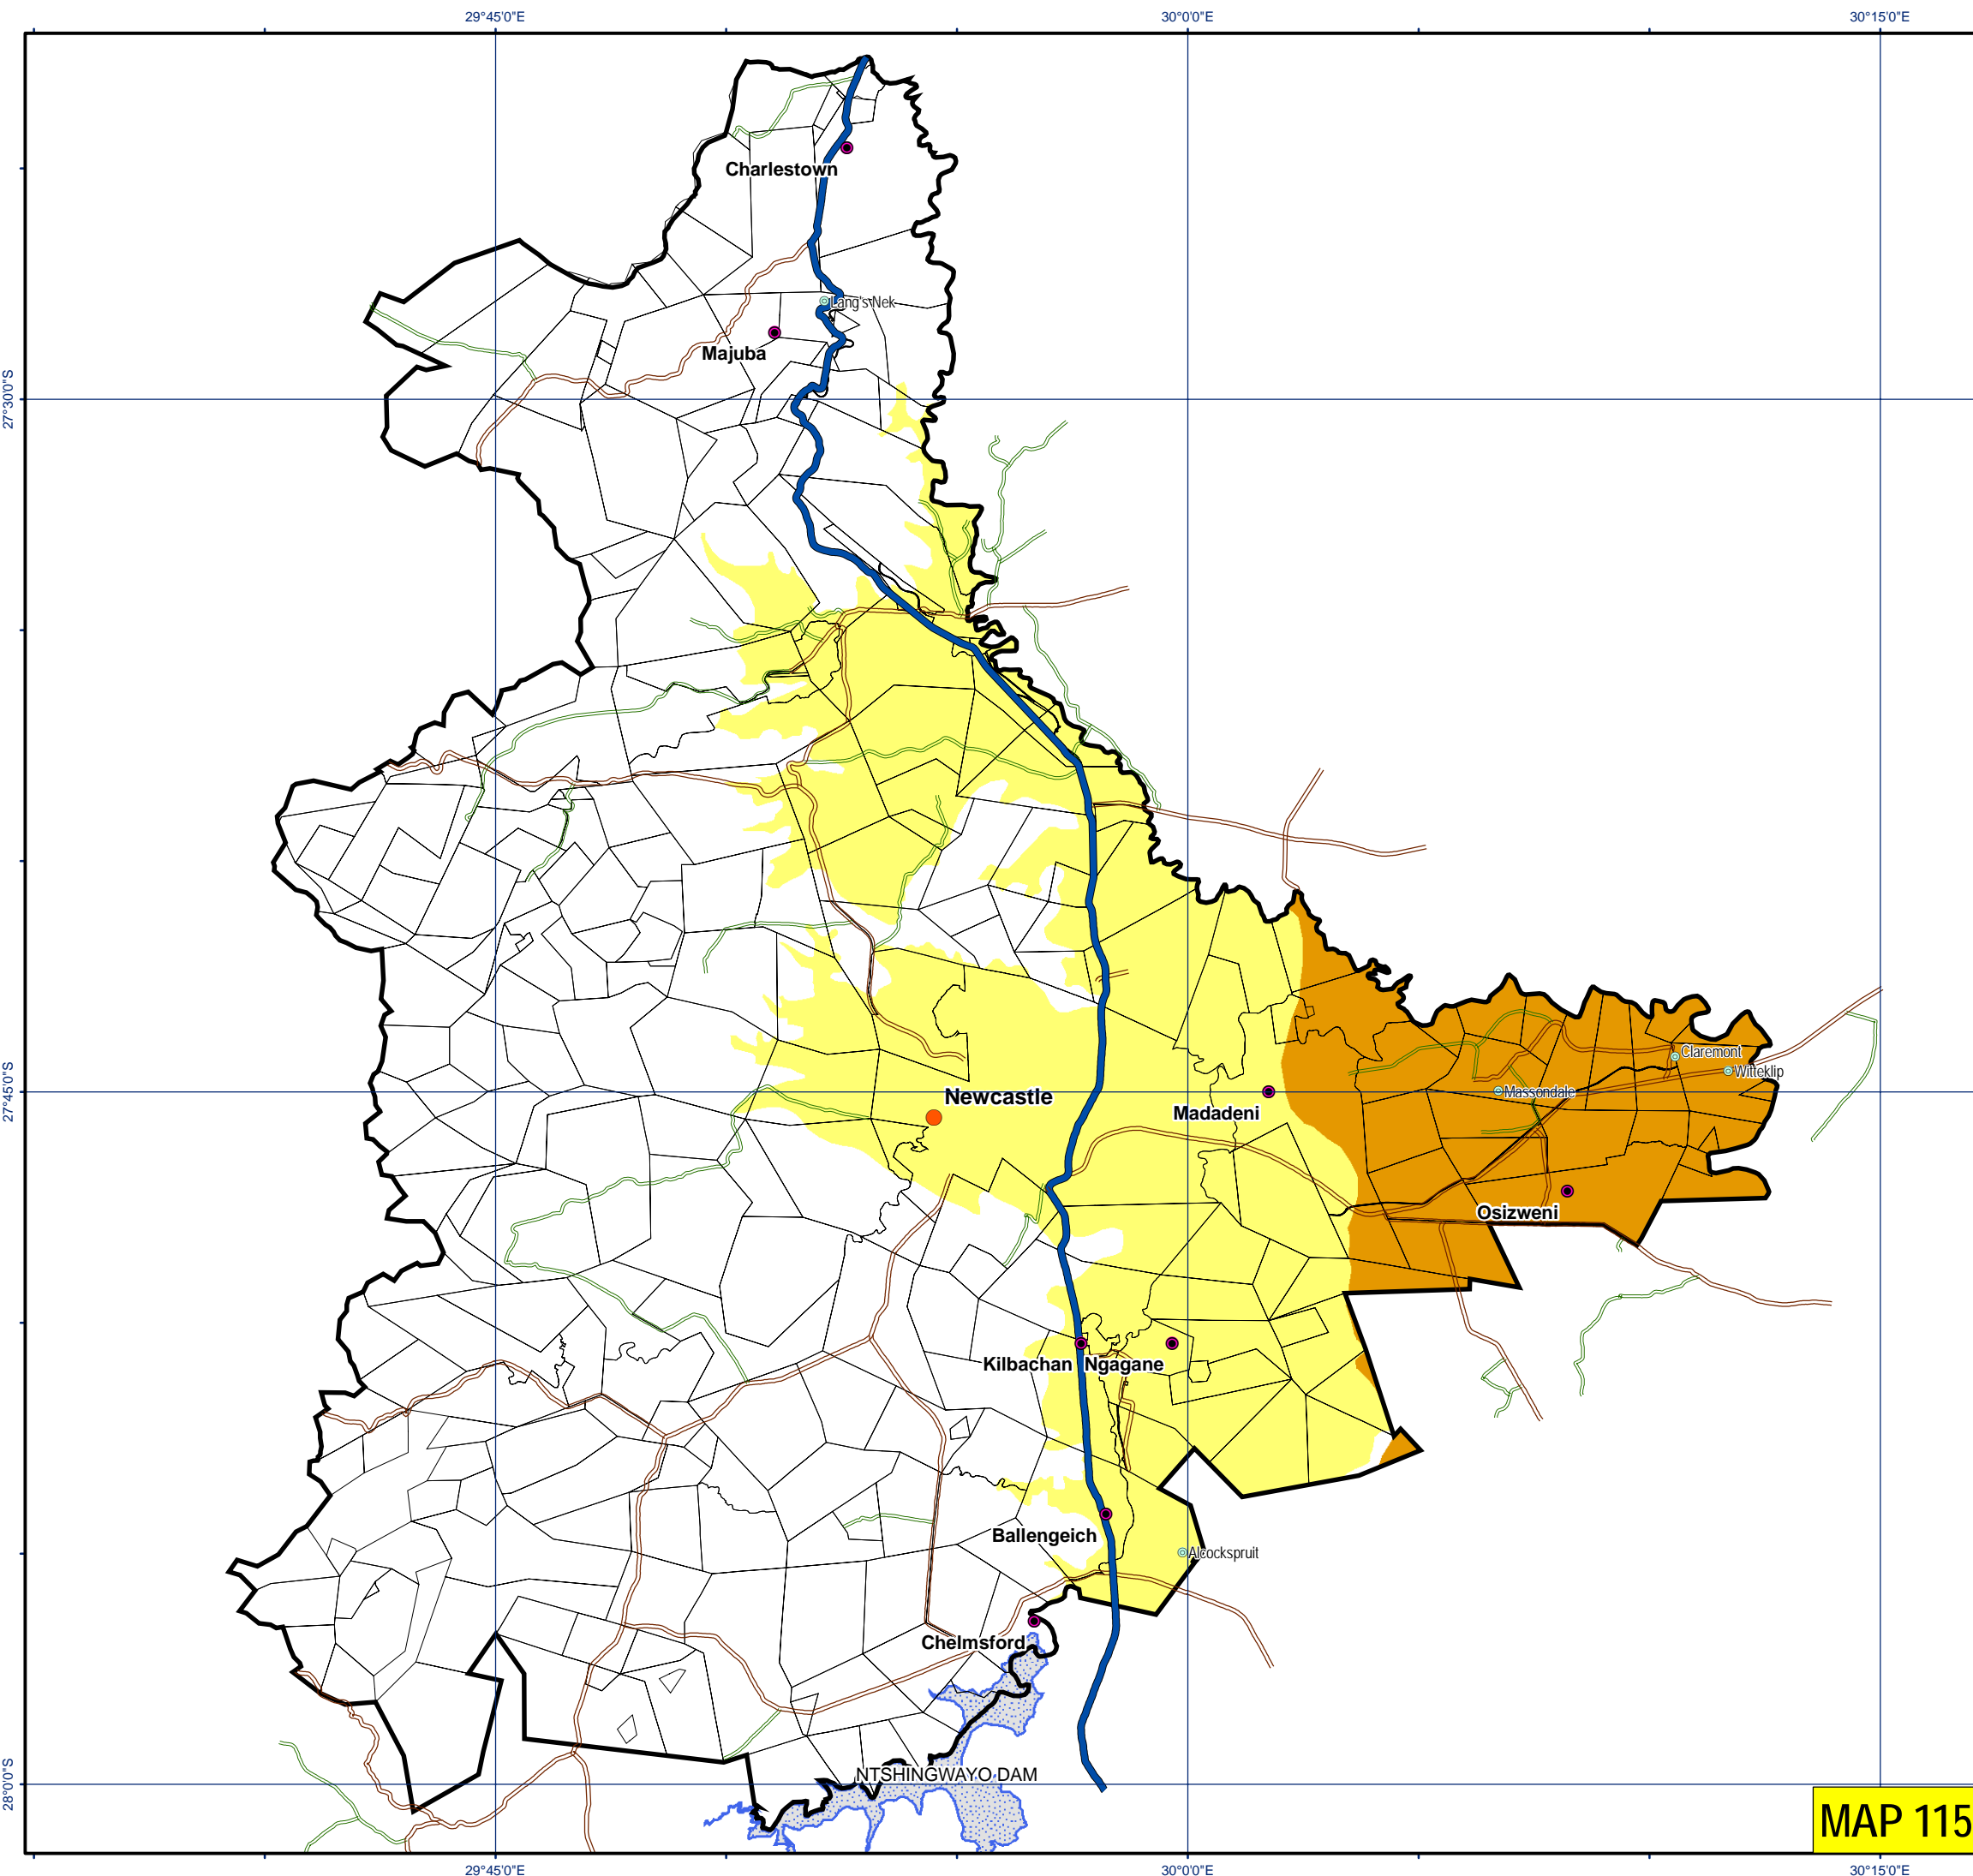 29°45'0"E
30°0'0"E
30°15'0"E
Charlestown
Lang's Nek
Majuba
27°30'0"S
Claremont
Witteklip
Massondale
27°45'0"S
Newcastle
Madadeni
Osizweni
Kilbachan
Ngagane
Ballengeich
Alcockspruit
Chelmsford
NTSHINGWAYO DAM
28°0'0"S
MAP 115
29°45'0"E
30°0'0"E
30°15'0"E